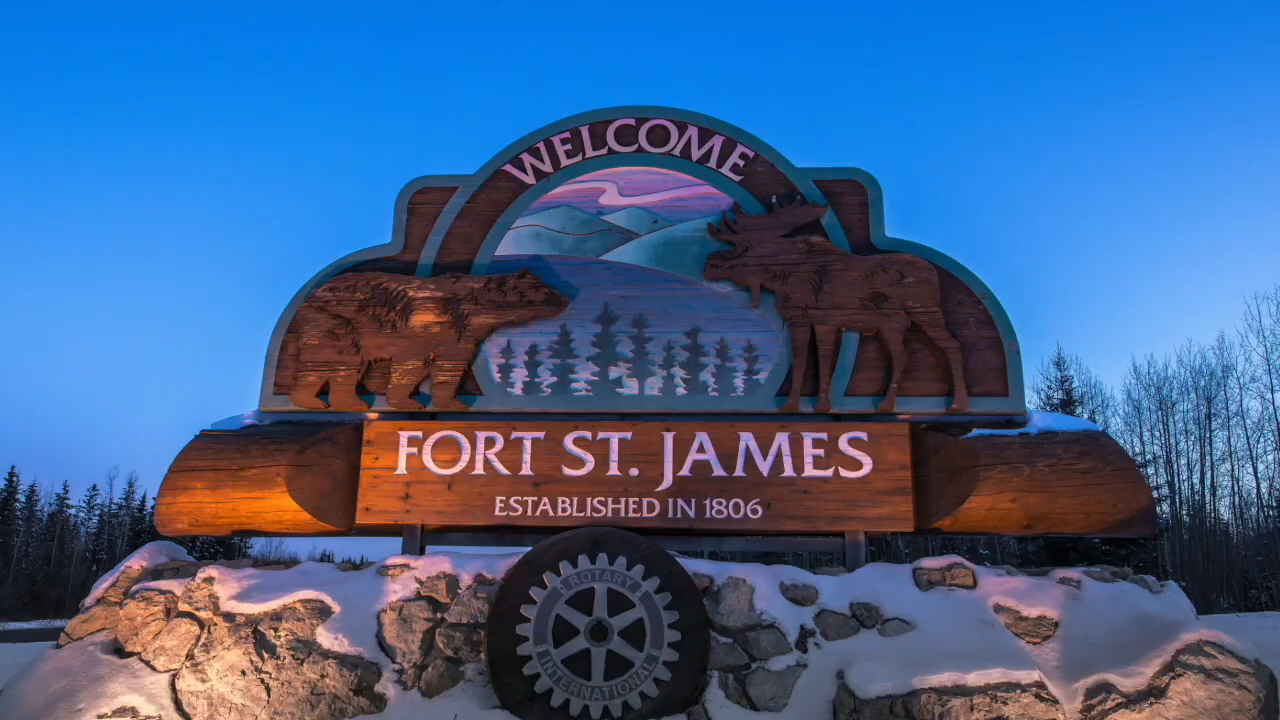 WELCOME
FORT ST. JAMES
ESTABLISHED IN 1806
ROTARY
INTERNATIONAL